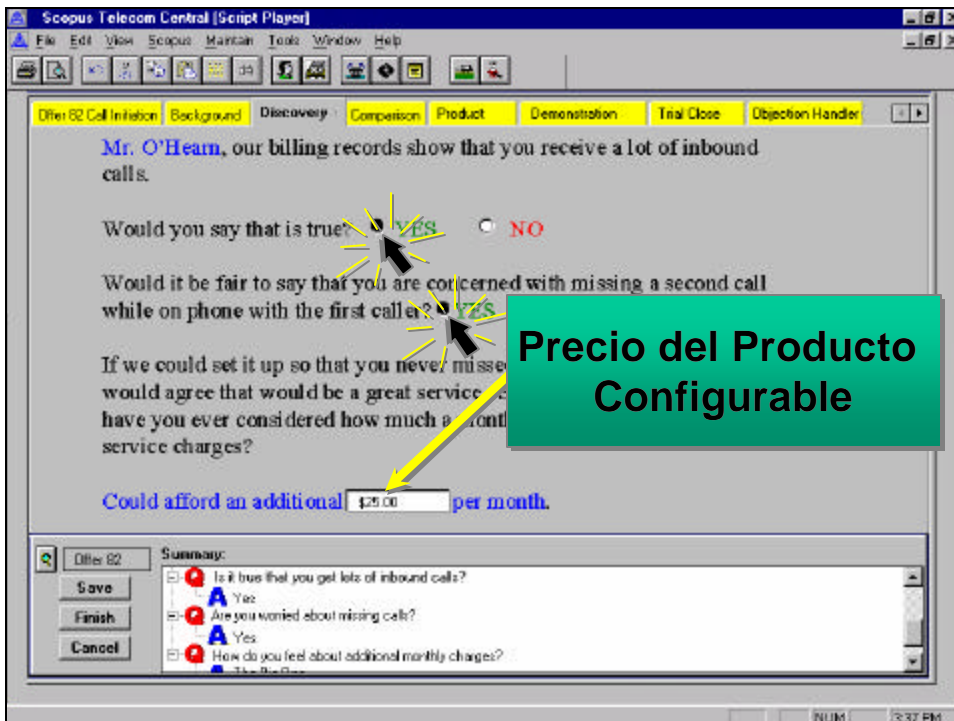 Scopus Telecom Central [Script Player]
File Edit View Scopus Maintain Tools Window Help
Offer 82 Call Initiation Background Discovery Comparison Product Demonstration Trial Close Objection Handler
Mr. O'Hearn, our billing records show that you receive a lot of inbound
calls.
Would you say that is true? YES NO
Would it be fair to say that you are concerned with missing a second call
while on phone with the first caller? YES
If we could set it up so that you never missed
would agree that would be a great service
have you ever considered how much a
service charges?
Precio del Producto
Configurable
Could afford an additional $25.00 per month.
Offer 82
Summary:
Save
Finish
Cancel
Is it true that you get lots of inbound calls?
Yes
Are you worried about missing calls?
Yes
How do you feel about additional monthly charges?
NUM 3:37 PM